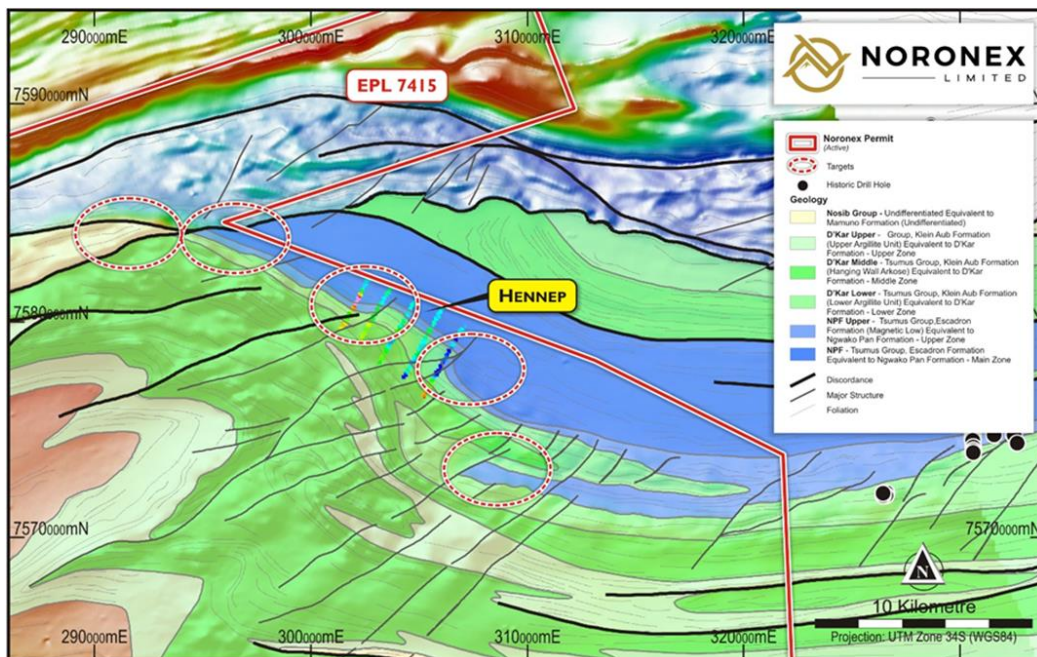 290000mE
300000mE
310000mE
320000mE
NORONEX
LIMITED
7590000mN
EPL 7415
Noronex Permit
(Active)
Targets
Historic Drill Hole
Geology
Nosib Group - Undifferentiated Equivalent to
Mamuno Formation (Undifferentiated)
D'Kar Upper - Group, Klein Aub Formation
(Upper Argillite Unit) Equivalent to D'Kar
Formation - Upper Zone
D'Kar Middle - Tsumus Group, Klein Aub Formation
(Hanging Wall Arkose) Equivalent to D'Kar
Formation - Middle Zone
D'Kar Lower - Tsumus Group, Klein Aub Formation
(Lower Argillite Unit) Equivalent to D'Kar
Formation - Lower Zone
NPF Upper - Tsumus Group,Escadron
Formation (Magnetic Low) Equivalent to
Ngwako Pan Formation - Upper Zone
NPF - Tsumus Group, Escadron Formation
Equivalent to Ngwako Pan Formation - Main Zone
Discordance
Major Structure
Foliation
HENNEP
7580000mN
7570000mN
7570000mN
N
10 Kilometre
Projection: UTM Zone 34S (WGS84)
290000mE
300000mE
310000mE
320000mE